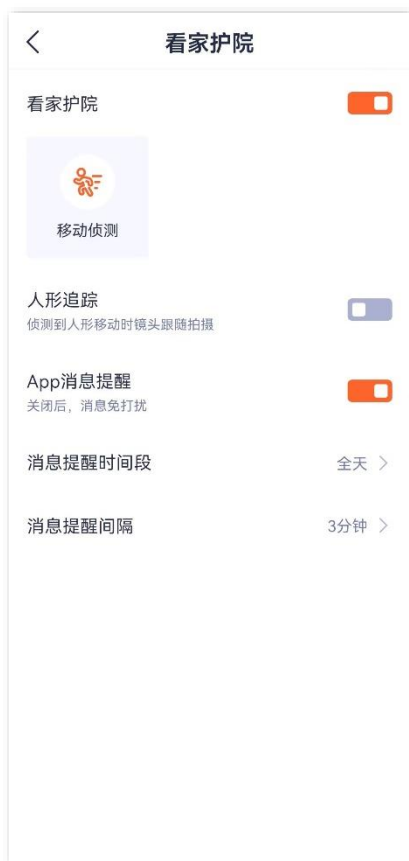 看家护院
看家护院
移动侦测
人形追踪
侦测到人形移动时镜头跟随拍摄
App消息提醒
关闭后，消息免打扰
消息提醒时间段 全天
消息提醒间隔 3分钟